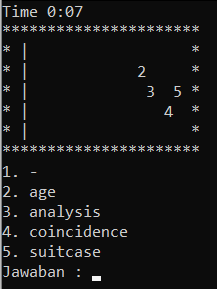 Time 0:07
**********************
* |                  *
* |            2     *
* |             3  5 *
* |               4  *
* |                  *
**********************
1. -
2. age
3. analysis
4. coincidence
5. suitcase
Jawaban :